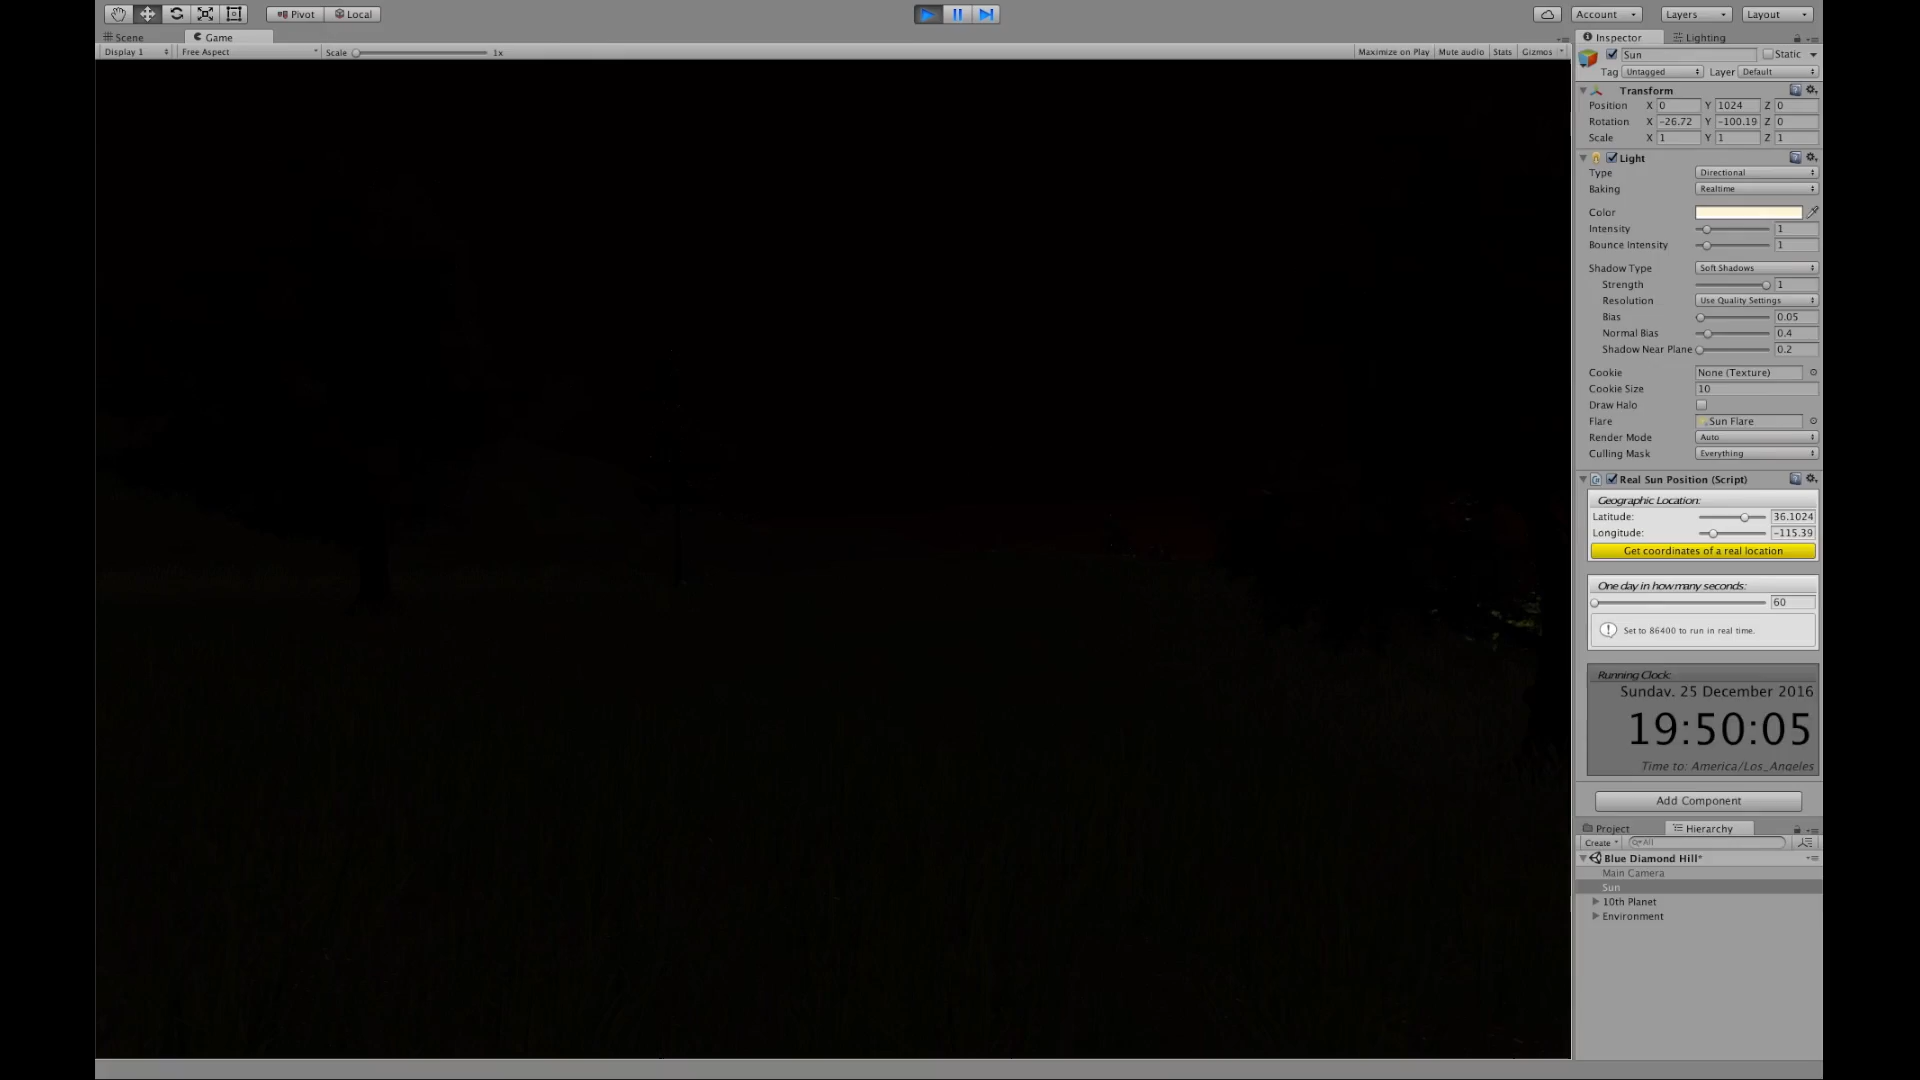 Pivot Local
Account Layers Layout
Scene Game
Display 1 Free Aspect Scale 1x
Maximize on Play Mute audio Stats Gizmos
Inspector Lighting
Sun Static
Tag Untagged Layer Default
Transform
Position X 0 Y 1024 Z 0
Rotation X -26.72 Y -100.19 Z 0
Scale X 1 Y 1 Z 1
Light
Type Directional
Baking Realtime
Color
Intensity 1
Bounce Intensity 1
Shadow Type Soft Shadows
Strength 1
Resolution Use Quality Settings
Bias 0.05
Normal Bias 0.4
Shadow Near Plane 0.2
Cookie None (Texture)
Cookie Size 10
Draw Halo
Flare Sun Flare
Render Mode Auto
Culling Mask Everything
Real Sun Position (Script)
Geographic Location:
Latitude: 36.1024
Longitude: -115.39
Get coordinates of a real location
One day in how many seconds:
60
Set to 86400 to run in real time.
Running Clock:
Sunday, 25 December 2016
19:50:05
Time to: America/Los_Angeles
Add Component
Project Hierarchy
Create All
Blue Diamond Hill*
Main Camera
Sun
10th Planet
Environment